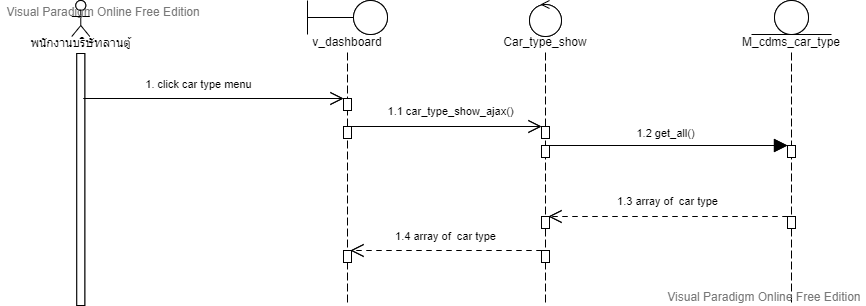 Visual Paradigm Online Free Edition
พนักงานบริษัทลานตู้
v_dashboard
Car_type_show
M_cdms_car_type
1. click car type menu
1.1 car_type_show_ajax()
1.2 get_all()
1.3 array of car type
1.4 array of car type
Visual Paradigm Online Free Edition